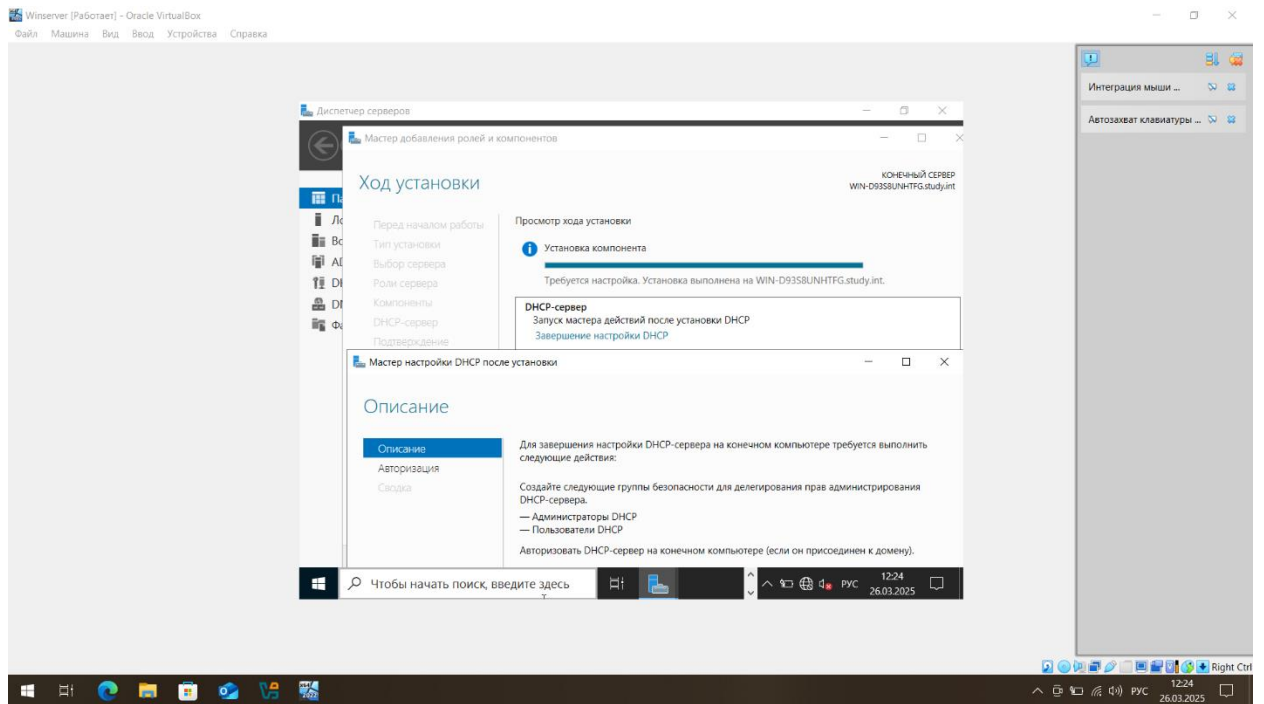 Winserver [Работает] - Oracle VirtualBox
Файл Машина Вид Ввод Устройства Справка
Интеграция мыши ...
Автозахват клавиатуры ...
Диспетчер серверов
Мастер добавления ролей и компонентов
Ход установки
КОНЕЧНЫЙ СЕРВЕР
WIN-D93S8UNHTFG.study.int
Перед началом работы
Тип установки
Выбор сервера
Роли сервера
Компоненты
DHCP-сервер
Подтверждение
Просмотр хода установки
Установка компонента
Требуется настройка. Установка выполнена на WIN-D93S8UNHTFG.study.int.
DHCP-сервер
Запуск мастера действий после установки DHCP
Завершение настройки DHCP
Мастер настройки DHCP после установки
Описание
Описание
Авторизация
Сводка
Для завершения настройки DHCP-сервера на конечном компьютере требуется выполнить
следующие действия:
Создайте следующие группы безопасности для делегирования прав администрирования
DHCP-сервера.
— Администраторы DHCP
— Пользователи DHCP
Авторизовать DHCP-сервер на конечном компьютере (если он присоединен к домену).
Чтобы начать поиск, введите здесь
РУС
12:24
26.03.2025
Right Ctrl
РУС
12:24
26.03.2025